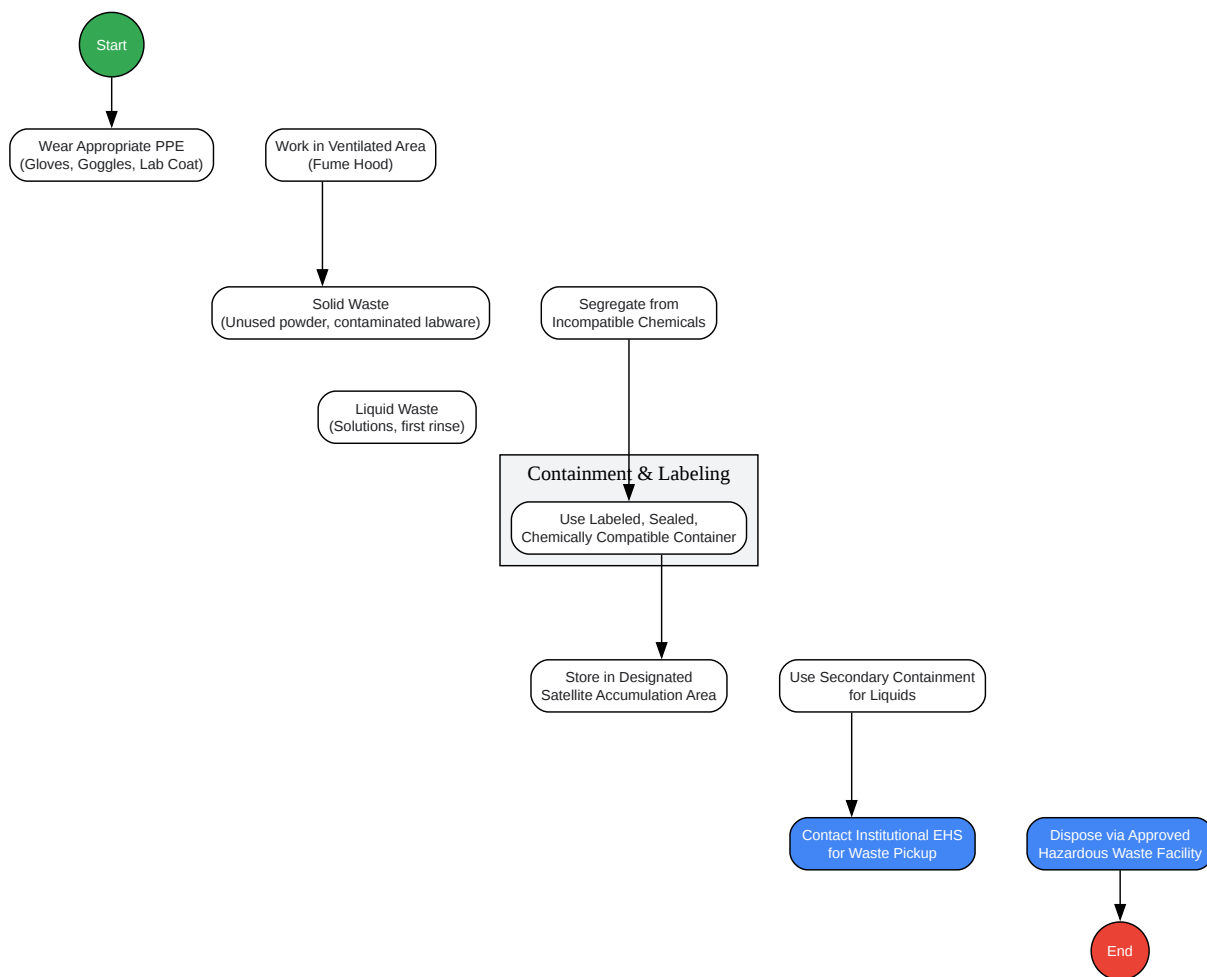 Start
Wear Appropriate PPE
(Gloves, Goggles, Lab Coat)
Work in Ventilated Area
(Fume Hood)
Solid Waste
(Unused powder, contaminated labware)
Segregate from
Incompatible Chemicals
Liquid Waste
(Solutions, first rinse)
Containment & Labeling
Use Labeled, Sealed,
Chemically Compatible Container
Store in Designated
Satellite Accumulation Area
Use Secondary Containment
for Liquids
Contact Institutional EHS
for Waste Pickup
Dispose via Approved
Hazardous Waste Facility
End